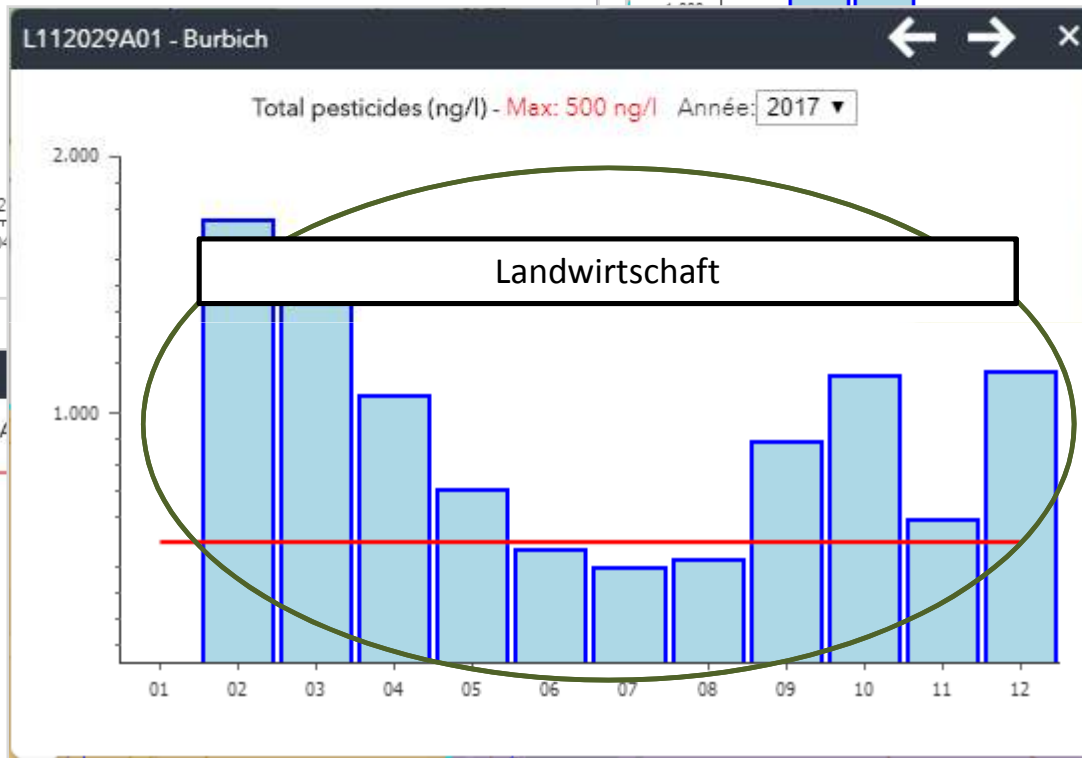 L112029A01 - Burbich
Total pesticides (ng/l) - Max: 500 ng/l Année: 2017 ▼
2.000
Landwirtschaft
1.000
01 02 03 04 05 06 07 08 09 10 11 12